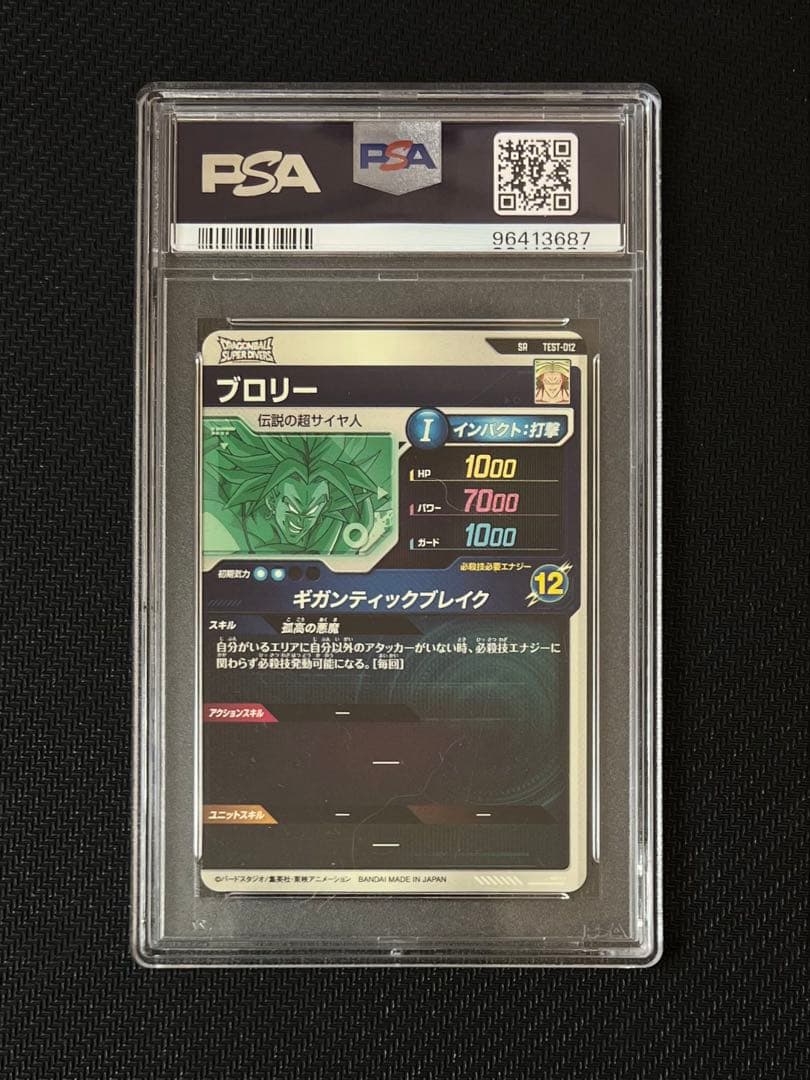 PSA
PSA
96413687
DRAGONBALL
SUPER DIVERS
SR TEST-012
ブロリー
伝説の超サイヤ人
I インパクト:打撃
HP 1000
パワー 7000
ガード 1000
初期気力
必殺技必要エナジー
12
ギガンティックブレイク
スキル 孤高の悪魔
自分がいるエリアに自分以外のアタッカーがいない時、必殺技エナジーに
関わらず必殺技発動可能になる。[毎回]
アクションスキル —
—
ユニットスキル — —
—
©バードスタジオ/集英社・東映アニメーション BANDAI MADE IN JAPAN